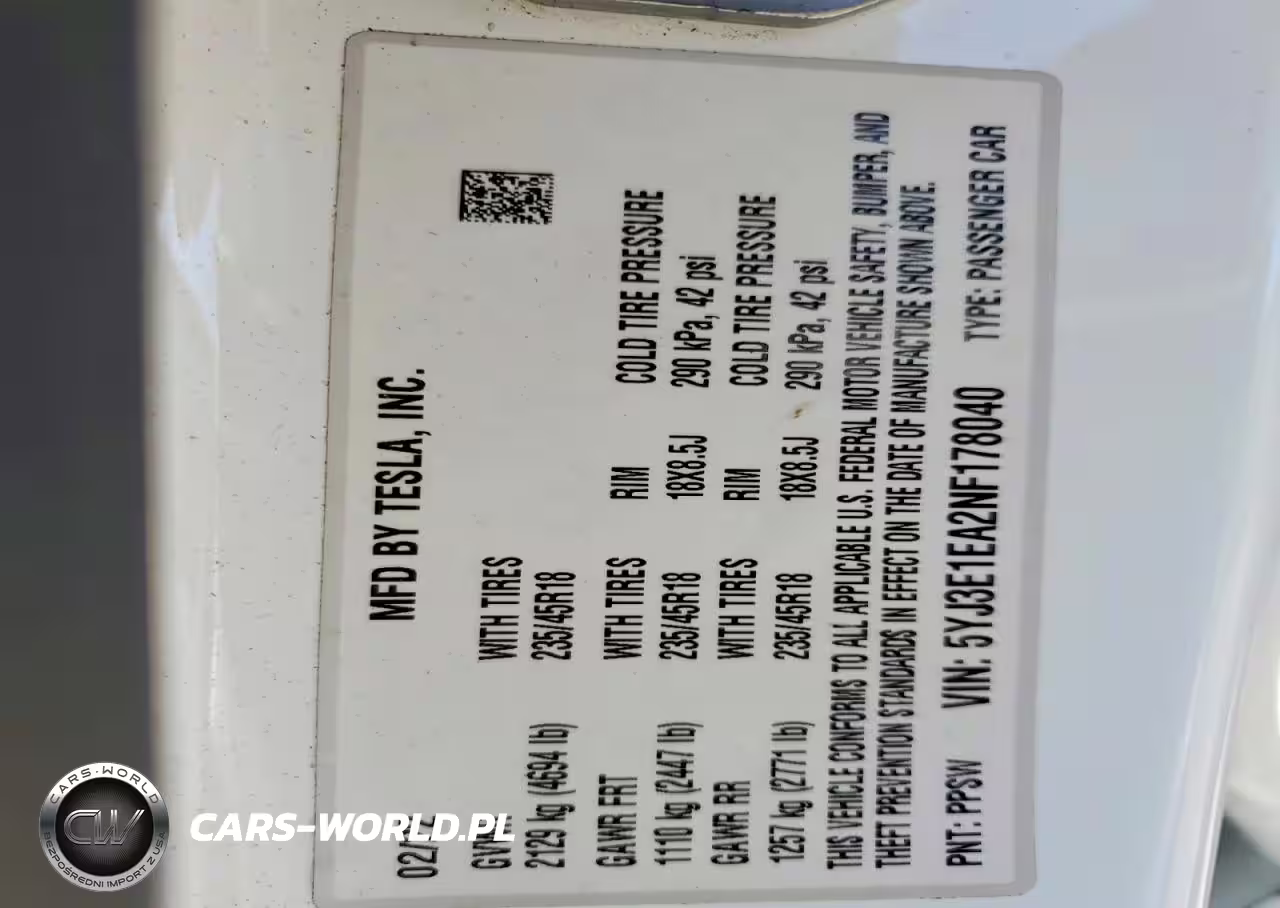 MFD BY TESLA, INC.
GVWR WITH TIRES
2129 kg (4694 lb) 235/45R18
GAWR FRT WITH TIRES RIM COLD TIRE PRESSURE
1110 kg (2447 lb) 235/45R18 18X8.5J 290 kPa, 42 psi
GAWR RR WITH TIRES RIM COLD TIRE PRESSURE
1257 kg (2771 lb) 235/45R18 18X8.5J 290 kPa, 42 psi
THIS VEHICLE CONFORMS TO ALL APPLICABLE U.S. FEDERAL MOTOR VEHICLE SAFETY, BUMPER, AND
THEFT PREVENTION STANDARDS IN EFFECT ON THE DATE OF MANUFACTURE SHOWN ABOVE.
PNT: PPSW VIN: 5YJ3E1EA2NF178040 TYPE: PASSENGER CAR
CARS-WORLD
CW
BEZPOŚREDNI IMPORT Z USA
CARS-WORLD.PL